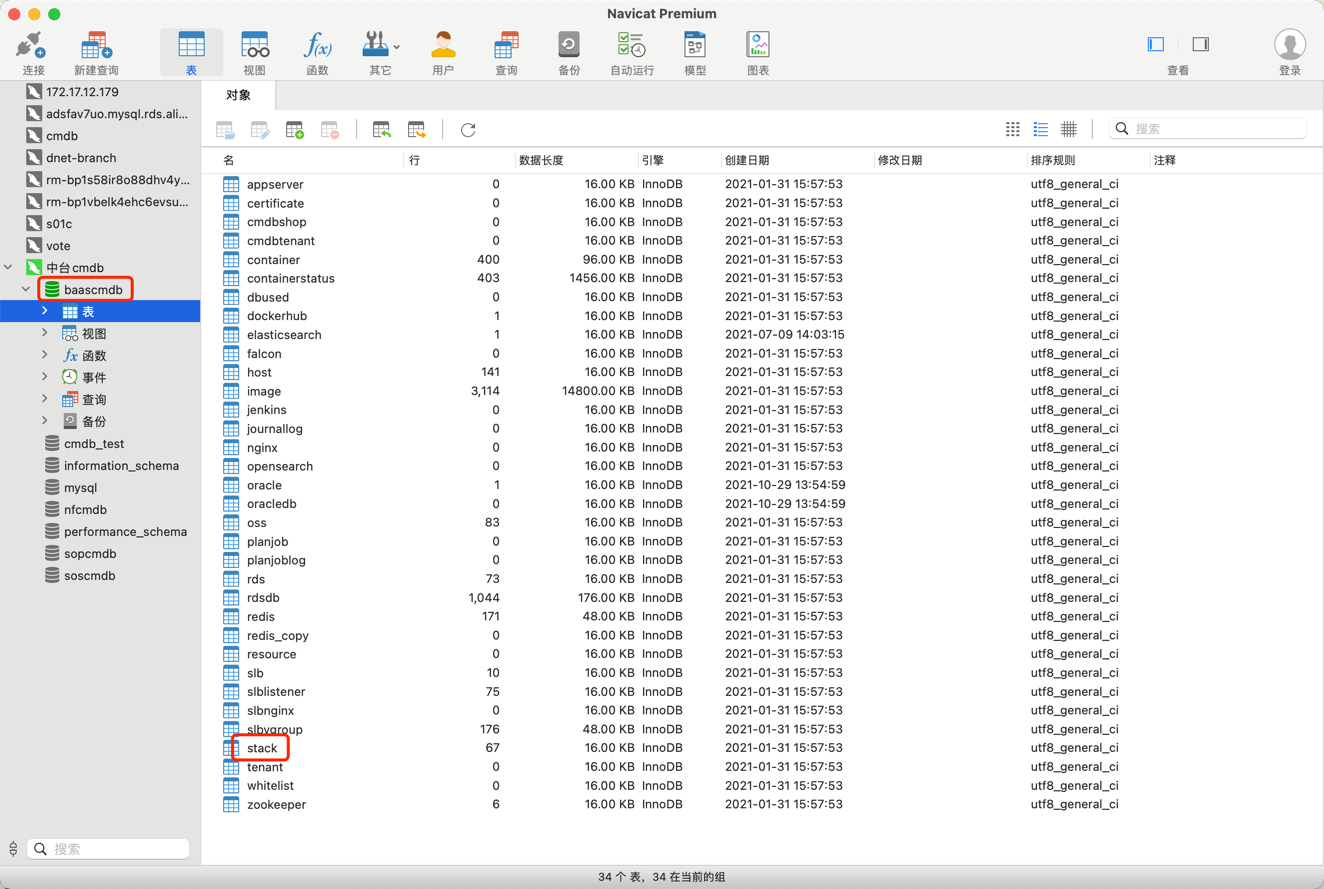 Navicat Premium
连接 新建查询 表 视图 函数 其它 用户 查询 备份 自动运行 模型 图表 查看 登录
172.17.12.179
adsfav7uo.mysql.rds.ali...
cmdb
dnet-branch
rm-bp1s58ir8o88dhv4y...
rm-bp1vbelk4ehc6evsu...
s01c
vote
中台cmdb
baascmdb
表
视图
函数
事件
查询
备份
cmdb_test
information_schema
mysql
nfcmdb
performance_schema
sopcmdb
soscmdb
搜索
对象
搜索
名 行 数据长度 引擎 创建日期 修改日期 排序规则 注释
appserver 0 16.00 KB InnoDB 2021-01-31 15:57:53 utf8_general_ci
certificate 0 16.00 KB InnoDB 2021-01-31 15:57:53 utf8_general_ci
cmdbshop 0 16.00 KB InnoDB 2021-01-31 15:57:53 utf8_general_ci
cmdbtenant 0 16.00 KB InnoDB 2021-01-31 15:57:53 utf8_general_ci
container 400 96.00 KB InnoDB 2021-01-31 15:57:53 utf8_general_ci
containerstatus 403 1456.00 KB InnoDB 2021-01-31 15:57:53 utf8_general_ci
dbused 0 16.00 KB InnoDB 2021-01-31 15:57:53 utf8_general_ci
dockerhub 1 16.00 KB InnoDB 2021-01-31 15:57:53 utf8_general_ci
elasticsearch 1 16.00 KB InnoDB 2021-07-09 14:03:15 utf8_general_ci
falcon 0 16.00 KB InnoDB 2021-01-31 15:57:53 utf8_general_ci
host 141 16.00 KB InnoDB 2021-01-31 15:57:53 utf8_general_ci
image 3,114 14800.00 KB InnoDB 2021-01-31 15:57:53 utf8_general_ci
jenkins 0 16.00 KB InnoDB 2021-01-31 15:57:53 utf8_general_ci
journallog 0 16.00 KB InnoDB 2021-01-31 15:57:53 utf8_general_ci
nginx 0 16.00 KB InnoDB 2021-01-31 15:57:53 utf8_general_ci
opensearch 0 16.00 KB InnoDB 2021-01-31 15:57:53 utf8_general_ci
oracle 1 16.00 KB InnoDB 2021-10-29 13:54:59 utf8_general_ci
oracledb 0 16.00 KB InnoDB 2021-10-29 13:54:59 utf8_general_ci
oss 83 16.00 KB InnoDB 2021-01-31 15:57:53 utf8_general_ci
planjob 0 16.00 KB InnoDB 2021-01-31 15:57:53 utf8_general_ci
planjoblog 0 16.00 KB InnoDB 2021-01-31 15:57:53 utf8_general_ci
rds 73 16.00 KB InnoDB 2021-01-31 15:57:53 utf8_general_ci
rdsdb 1,044 176.00 KB InnoDB 2021-01-31 15:57:53 utf8_general_ci
redis 171 48.00 KB InnoDB 2021-01-31 15:57:53 utf8_general_ci
redis_copy 0 16.00 KB InnoDB 2021-01-31 15:57:53 utf8_general_ci
resource 0 16.00 KB InnoDB 2021-01-31 15:57:53 utf8_general_ci
slb 10 16.00 KB InnoDB 2021-01-31 15:57:53 utf8_general_ci
slblistener 75 16.00 KB InnoDB 2021-01-31 15:57:53 utf8_general_ci
slbnginx 0 16.00 KB InnoDB 2021-01-31 15:57:53 utf8_general_ci
slbvgroup 176 48.00 KB InnoDB 2021-01-31 15:57:53 utf8_general_ci
stack 67 16.00 KB InnoDB 2021-01-31 15:57:53 utf8_general_ci
tenant 0 16.00 KB InnoDB 2021-01-31 15:57:53 utf8_general_ci
whitelist 0 16.00 KB InnoDB 2021-01-31 15:57:53 utf8_general_ci
zookeeper 6 16.00 KB InnoDB 2021-01-31 15:57:53 utf8_general_ci
34 个 表，34 在当前的组